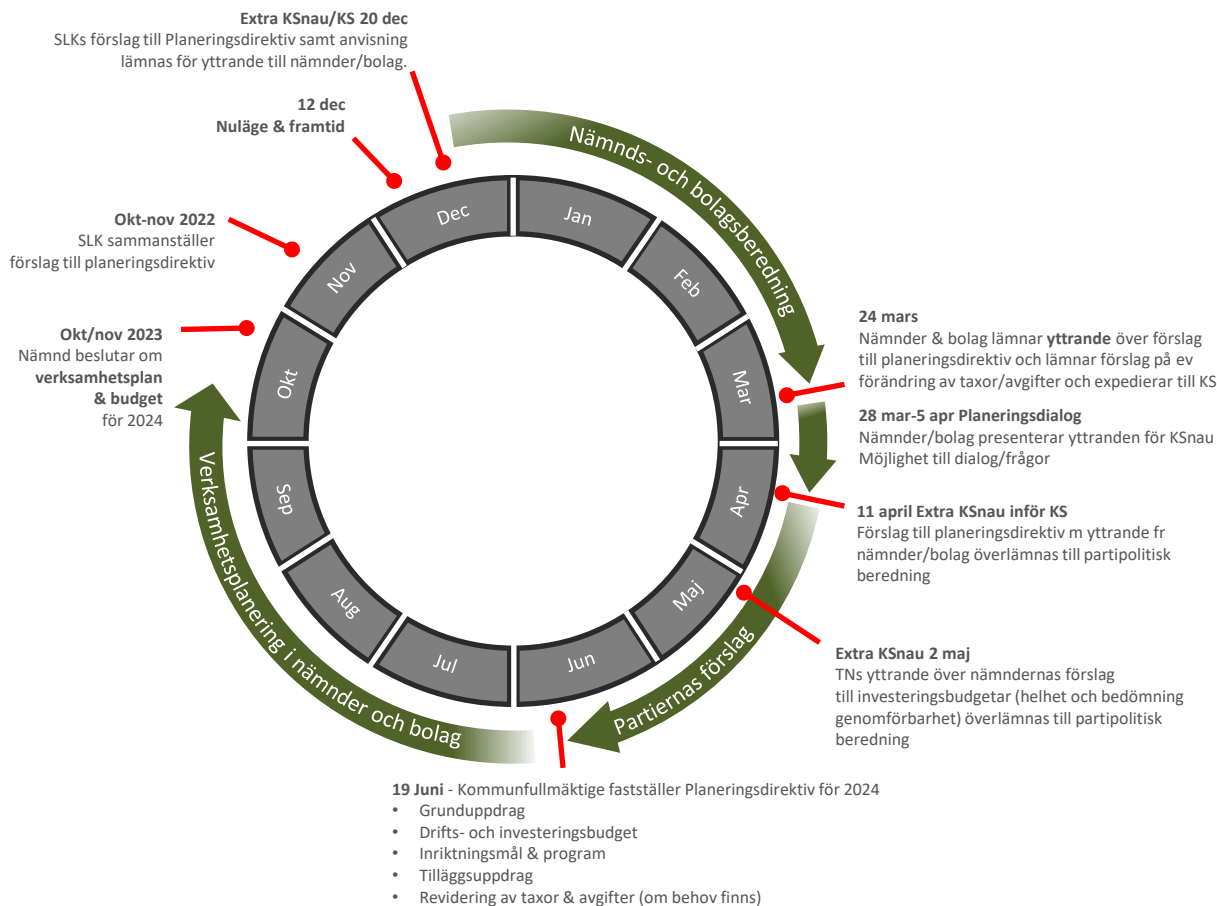 Extra KSnau/KS 20 dec
SLKs förslag till Planeringsdirektiv samt anvisning
lämnas för yttrande till nämnder/bolag.
12 dec
Nuläge & framtid
Okt-nov 2022
SLK sammanställer
förslag till planeringsdirektiv
Okt/nov 2023
Nämnd beslutar om
verksamhetsplan
& budget
för 2024
Nämnds- och bolagsberedning
Jan
Feb
Mar
Apr
Maj
Jun
Jul
Aug
Sep
Okt
Nov
Dec
24 mars
Nämnder & bolag lämnar yttrande över förslag
till planeringsdirektiv och lämnar förslag på ev
förändring av taxor/avgifter och expedierar till KS
28 mar-5 apr Planeringsdialog
Nämnder/bolag presenterar yttranden för KSnau
Möjlighet till dialog/frågor
11 april Extra KSnau inför KS
Förslag till planeringsdirektiv m yttrande fr
nämnder/bolag överlämnas till partipolitisk
beredning
Partiernas förslag
Extra KSnau 2 maj
TNs yttrande över nämndernas förslag
till investeringsbudgetar (helhet och bedömning
genomförbarhet) överlämnas till partipolitisk
beredning
Verksamhetsplanering i nämnder och bolag
19 Juni - Kommunfullmäktige fastställer Planeringsdirektiv för 2024
• Grunduppdrag
• Drifts- och investeringsbudget
• Inriktningsmål & program
• Tilläggsuppdrag
• Revidering av taxor & avgifter (om behov finns)